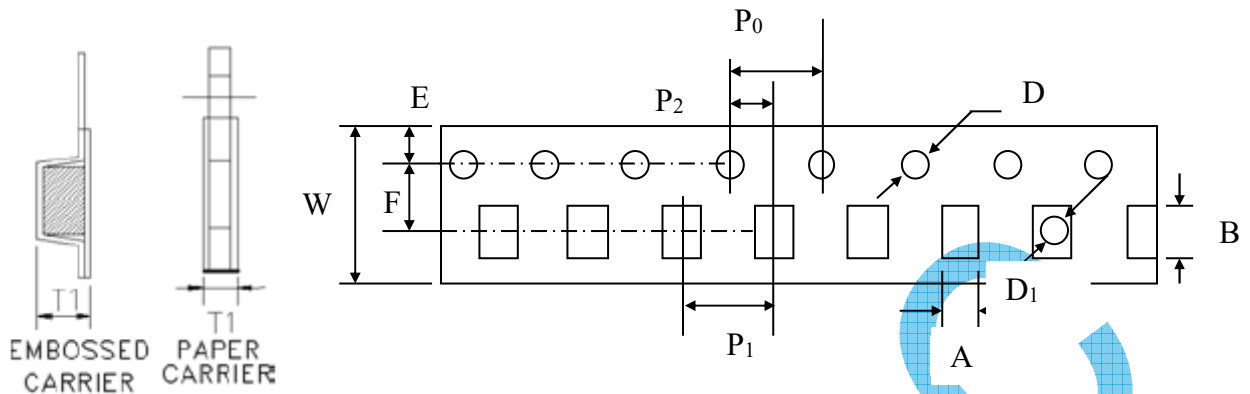 P₀
E
P₂
D
W
F
B
T1
T1
D₁
EMBOSSED
CARRIER
PAPER
CARRIER
P₁
A